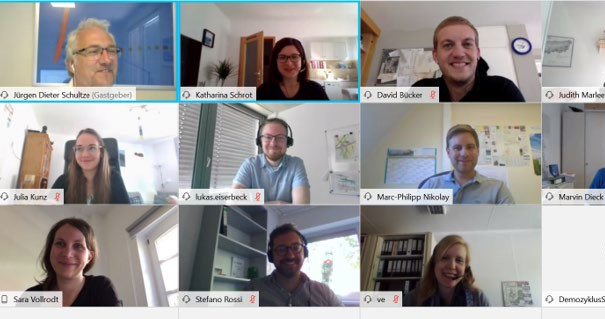 Jürgen Dieter Schultze (Gastgeber)
Katharina Schrot
David Bücker
Judith Marlee
Julia Kunz
lukas.eiserbeck
Marc-Philipp Nikolay
Marvin Dieck
Sara Vollrodt
Stefano Rossi
ve
DemozyklusS